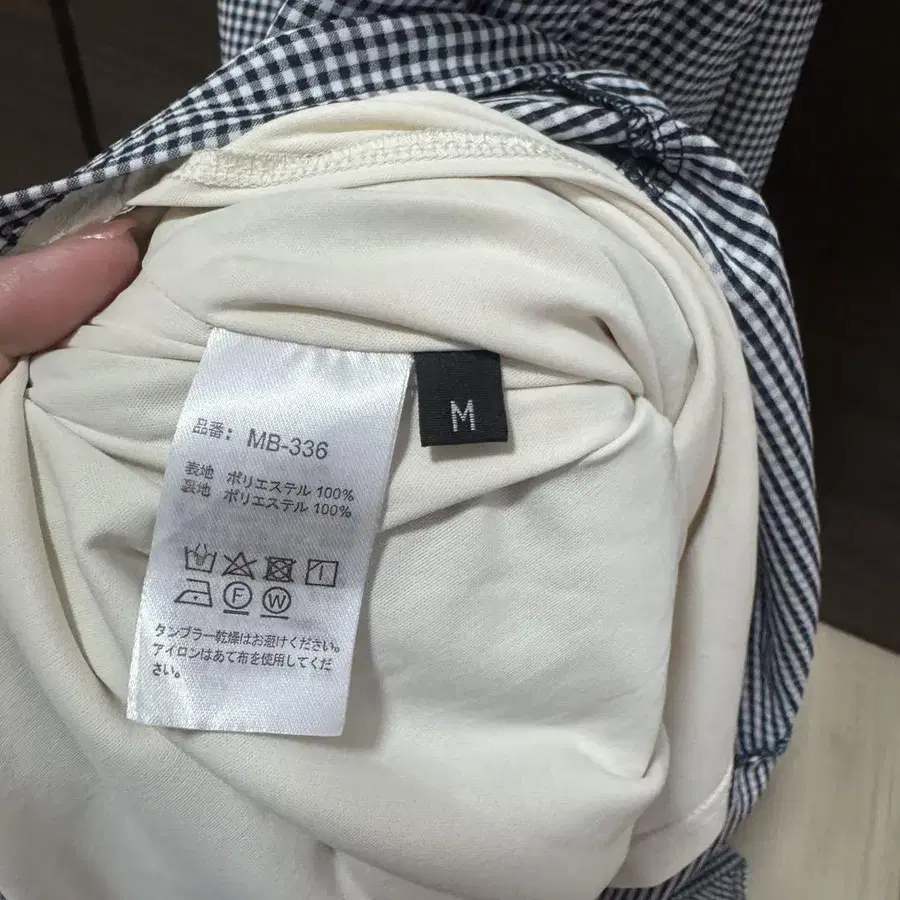 品番: MB-336
M
表地 ポリエステル 100%
裏地 ポリエステル 100%
F W
タンブラー乾燥はお避けください。
アイロンはあて布を使用してくだ
さい。